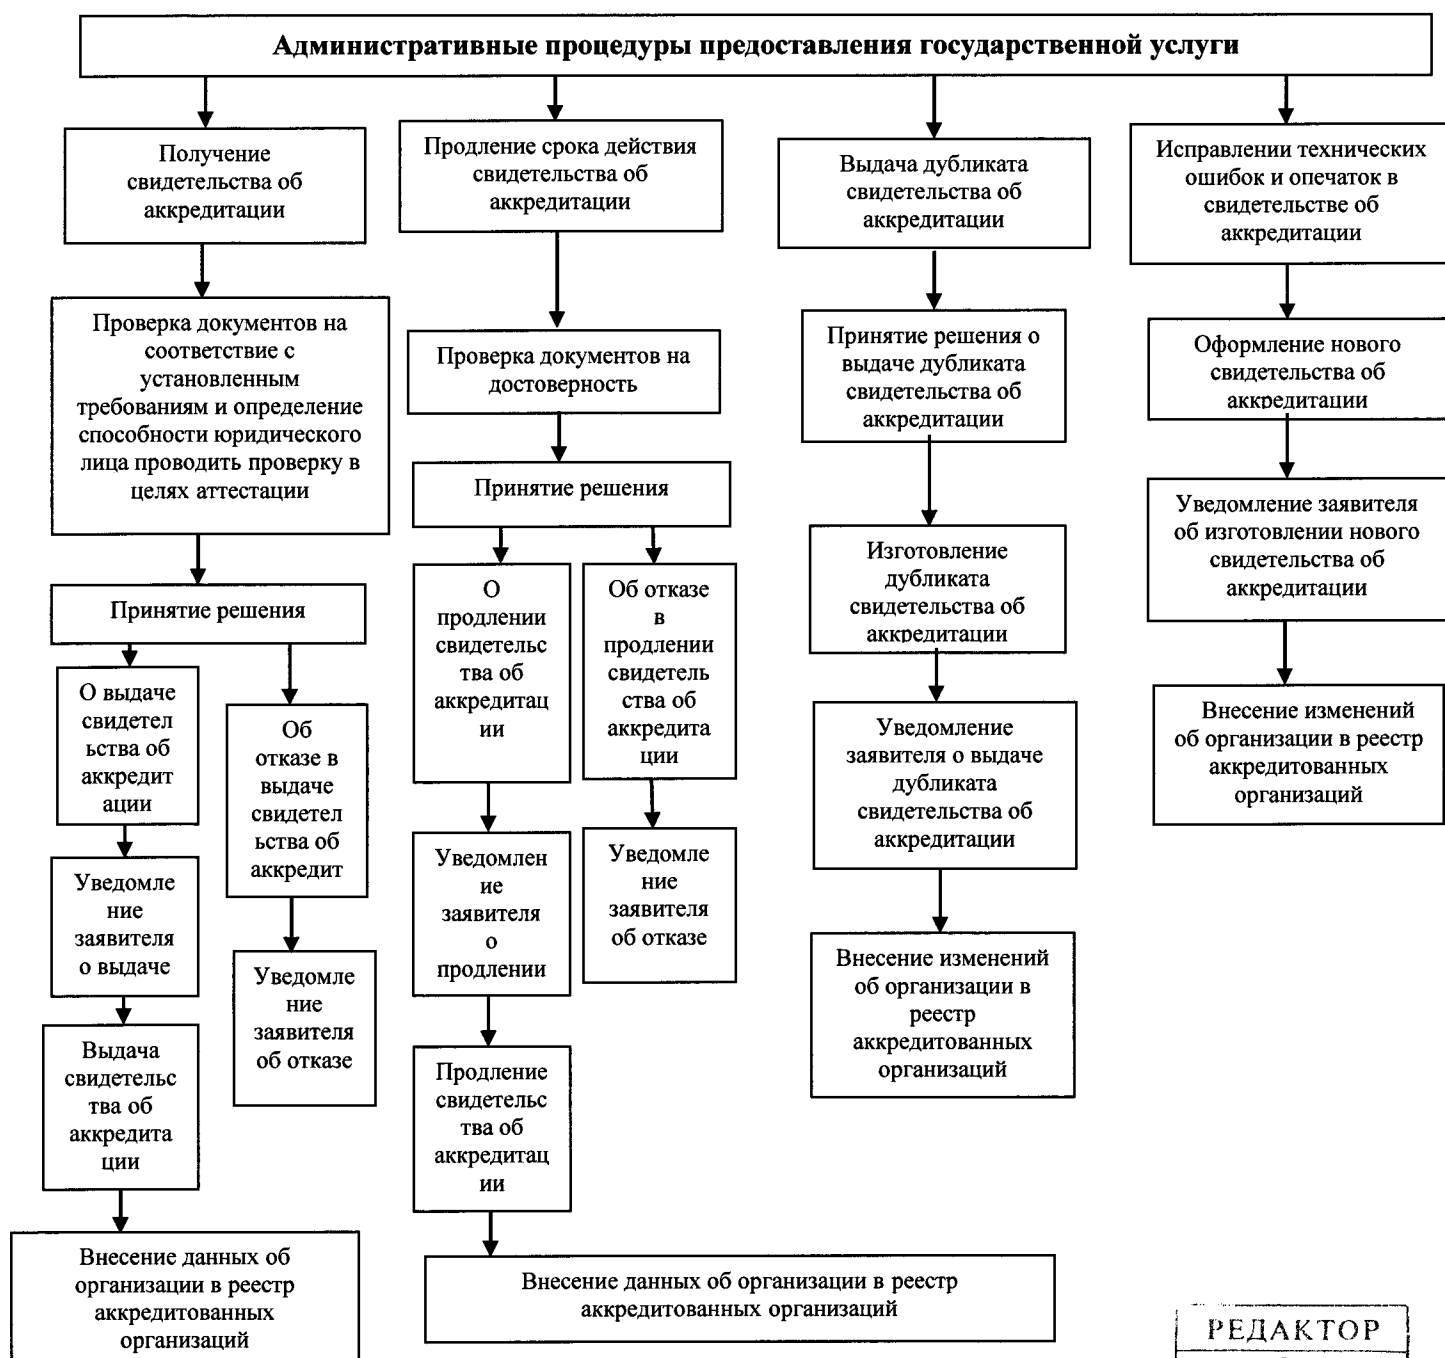 Административные процедуры предоставления государственной услуги
Получение
свидетельства об
аккредитации
Проверка документов на
соответствие с
установленным
требованиям и определение
способности юридического
лица проводить проверку в
целях аттестации
Принятие решения
О выдаче
свидетел
ьства об
аккредит
ации
Уведомле
ние
заявителя
о выдаче
Выдача
свидетельс
тва об
аккредита
ции
Внесение данных об
организации в реестр
аккредитованных
организаций
Об
отказе в
выдаче
свидетел
ьства об
аккредит
Уведомле
ние
заявителя
об отказе
Продление срока действия
свидетельства об
аккредитации
Проверка документов на
достоверность
Принятие решения
О
продлении
свидетельс
тва об
аккредитац
ии
Уведомлен
ие
заявителя
о
продлении
Продление
свидетельс
тва об
аккредитац
ии
Внесение данных об организации в реестр
аккредитованных организаций
Об отказе
в
продлении
свидетель
ства об
аккредита
ции
Уведомле
ние
заявителя
об отказе
Выдача дубликата
свидетельства об
аккредитации
Принятие решения о
выдаче дубликата
свидетельства об
аккредитации
Изготовление
дубликата
свидетельства об
аккредитации
Уведомление
заявителя о выдаче
дубликата
свидетельства об
аккредитации
Внесение изменений
об организации в
реестр
аккредитованных
организаций
Исправлении технических
ошибок и опечаток в
свидетельстве об
аккредитации
Оформление нового
свидетельства об
аккредитации
Уведомление заявителя
об изготовлении нового
свидетельства об
аккредитации
Внесение изменений
об организации в реестр
аккредитованных
организаций
РЕДАКТОР